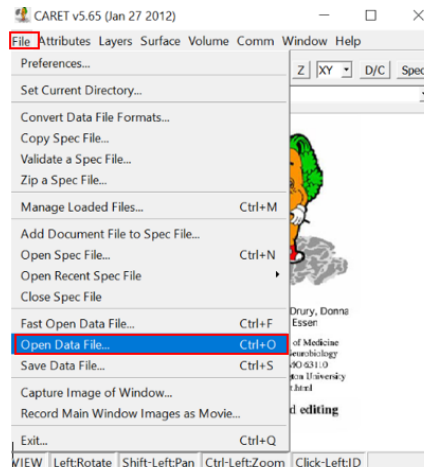 CARET v5.65 (Jan 27 2012)
File Attributes Layers Surface Volume Comm Window Help
Preferences...
Z XY D/C Spec
Set Current Directory...
Convert Data File Formats...
Copy Spec File...
Validate a Spec File...
Zip a Spec File...
Manage Loaded Files... Ctrl+M
Add Document File to Spec File...
Open Spec File... Ctrl+N
Open Recent Spec File
Close Spec File
Drury, Donna
Essen
Fast Open Data File... Ctrl+F
Open Data File... Ctrl+O
of Medicine
Save Data File... Ctrl+S
MO 63110
University
t.html
Capture Image of Window...
d editing
Record Main Window Images as Movie...
Exit... Ctrl+Q
VIEW Left:Rotate Shift-Left:Pan Ctrl-Left:Zoom Click-Left:ID